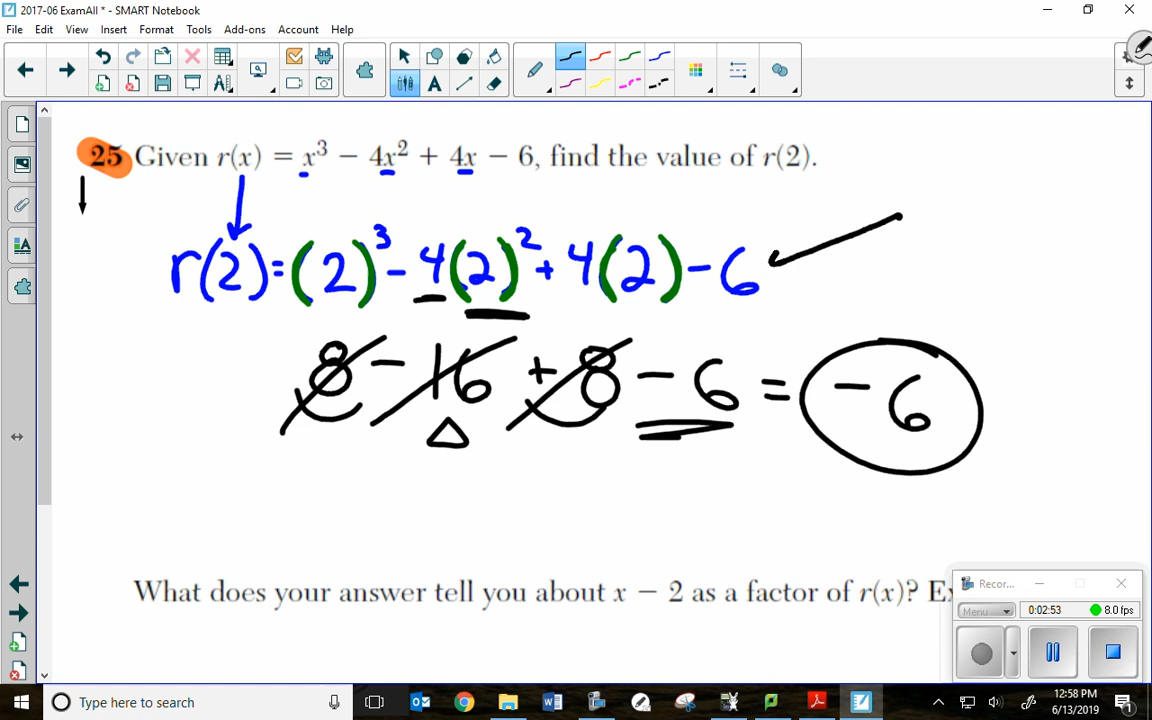 2017-06 ExamAll * - SMART Notebook
File Edit View Insert Format Tools Add-ons Account Help
25 Given r(x) = x³ − 4x² + 4x − 6, find the value of r(2).
r(2)=(2)³-4(2)²+4(2)-6
8-16+8-6=-6
What does your answer tell you about x − 2 as a factor of r(x)? Ex
Recor...
Menu 0:02:53 8.0 fps
Type here to search
12:58 PM
6/13/2019